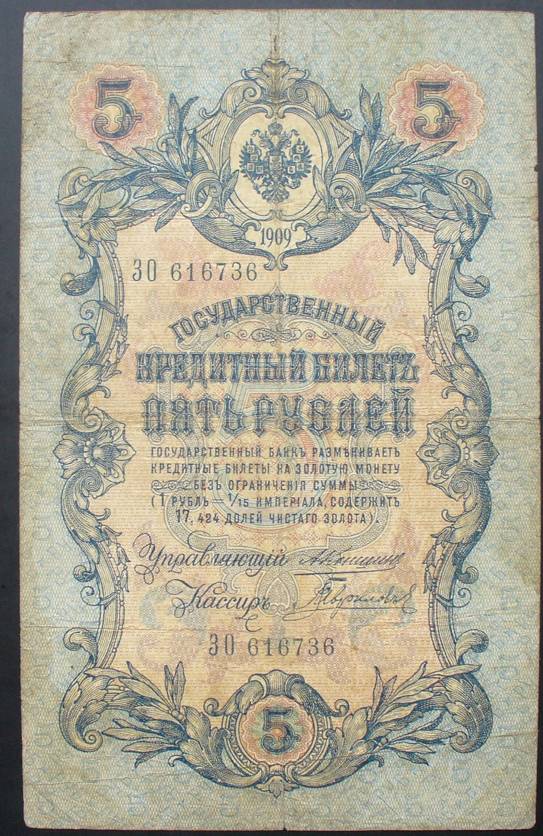 5 5
1909
ЗО 616736
ГОСУДАРСТВЕННЫЙ
КРЕДИТНЫЙ БИЛЕТЪ
ПЯТЬ РУБЛЕЙ
ГОСУДАРСТВЕННЫЙ БАНКЪ РАЗМѢНИВАЕТЪ
КРЕДИТНЫЕ БИЛЕТЫ НА ЗОЛОТУЮ МОНЕТУ
БЕЗЪ ОГРАНИЧЕНІЯ СУММЫ
(1 РУБЛЬ = 1/15 ИМПЕРІАЛА, СОДЕРЖИТЪ
17,424 ДОЛЕЙ ЧИСТАГО ЗОЛОТА).
Управляющій
Кассиръ
ЗО 616736
5